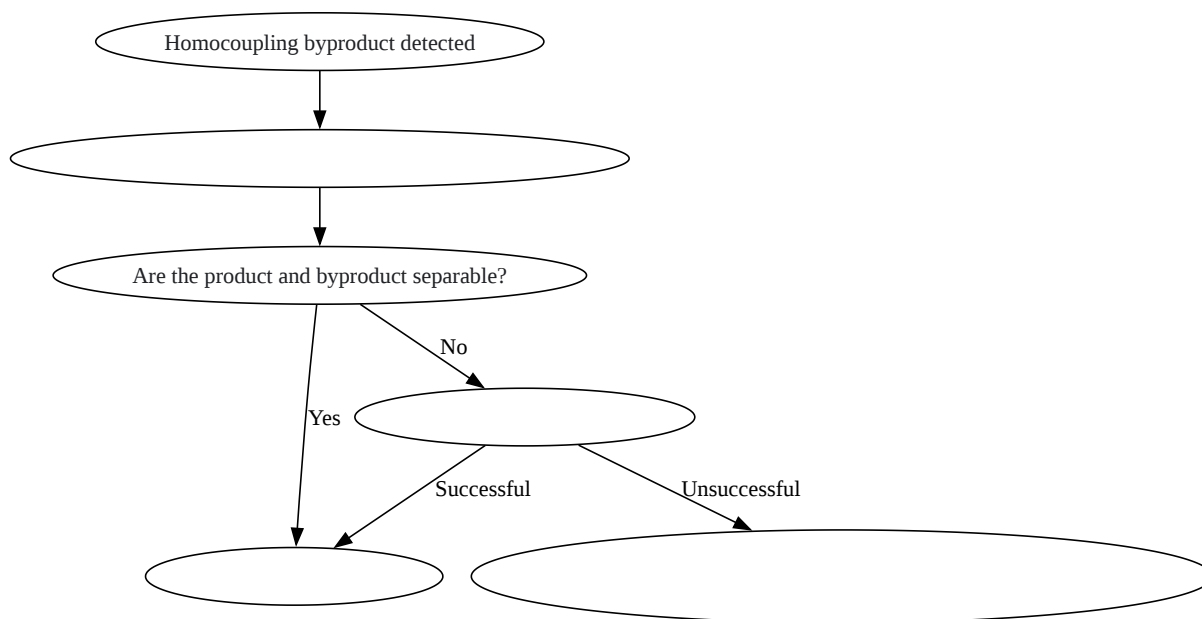 Homocoupling byproduct detected
Are the product and byproduct separable?
No
Yes
Successful
Unsuccessful